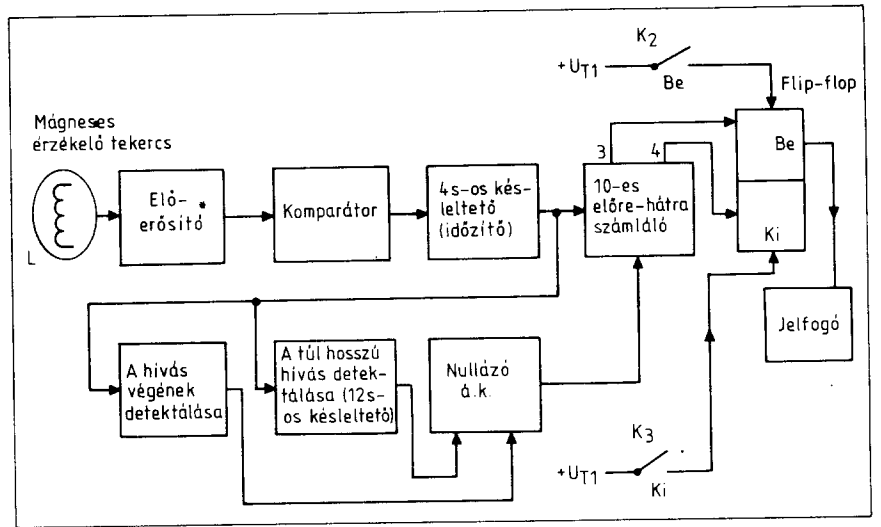 K2
+UT1
Be
Flip-flop
Mágneses
érzékelő tekercs
L
Elő-
erősítő*
Komparátor
4s-os kés-
leltető
(időzítő)
3
4
10-es
előre-hátra
számláló
Be
Ki
Jelfogó
A hívás
végének
detektálása
A túl hosszú
hívás detek-
tálása (12s-
os késleltető)
Nullázó
á.k.
K3
+UT1
Ki